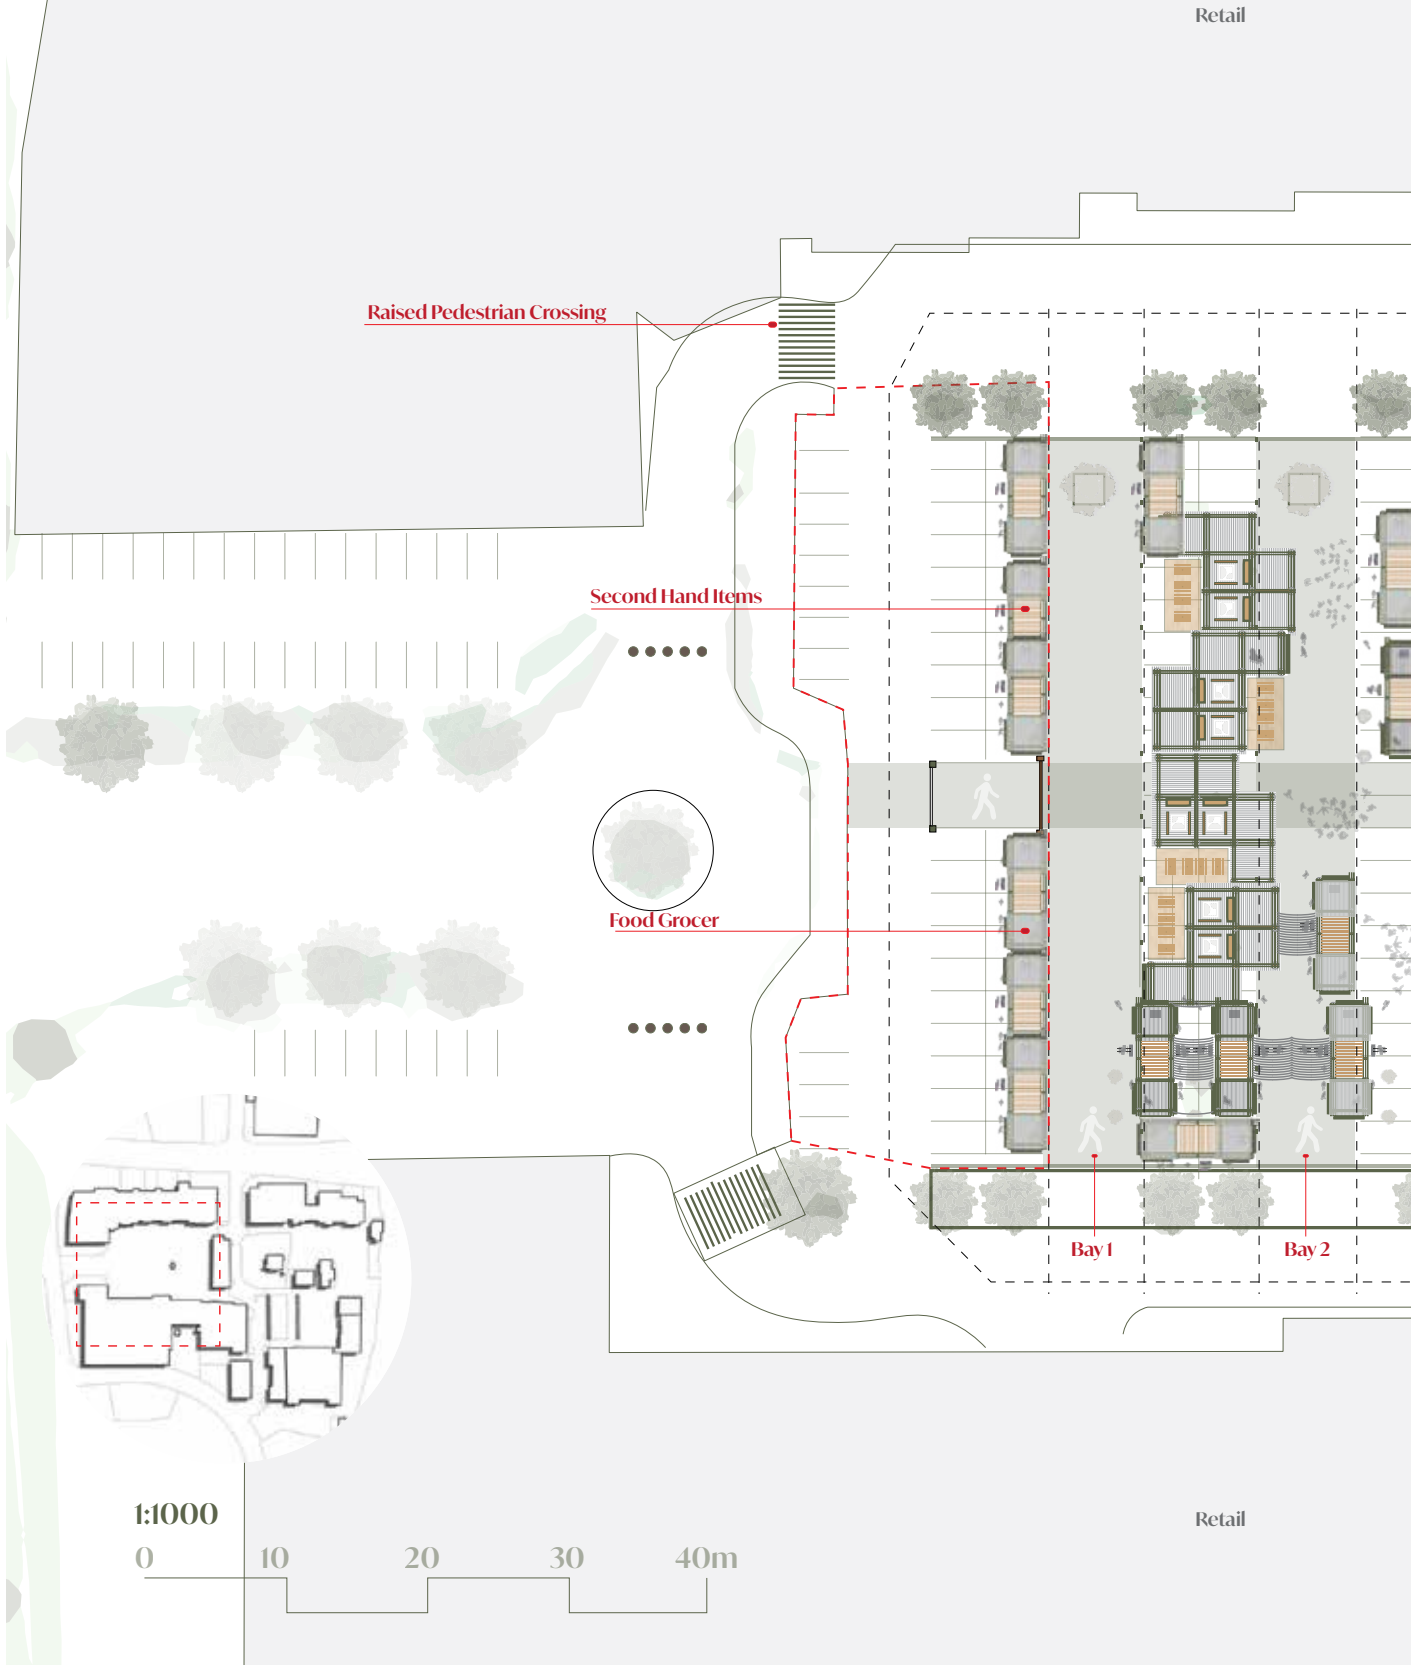 Retail
Raised Pedestrian Crossing
Second Hand Items
Food Grocer
Bay 1
Bay 2
1:1000
0 10 20 30 40m
Retail